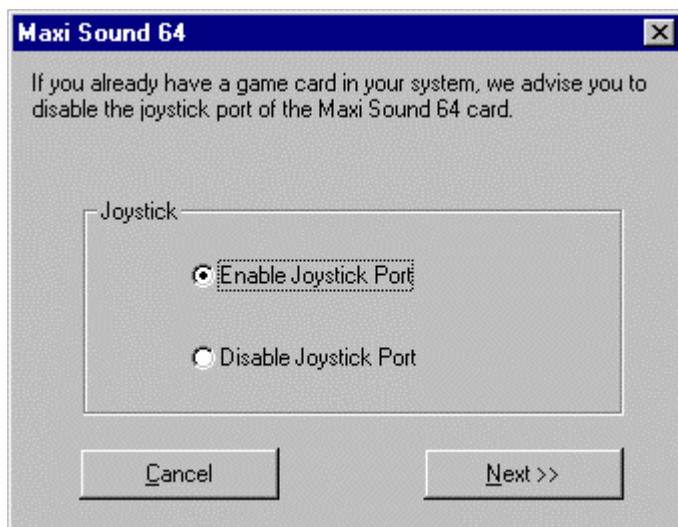 Maxi Sound 64
If you already have a game card in your system, we advise you to
disable the joystick port of the Maxi Sound 64 card.
Joystick
Enable Joystick Port
Disable Joystick Port
Cancel
Next >>